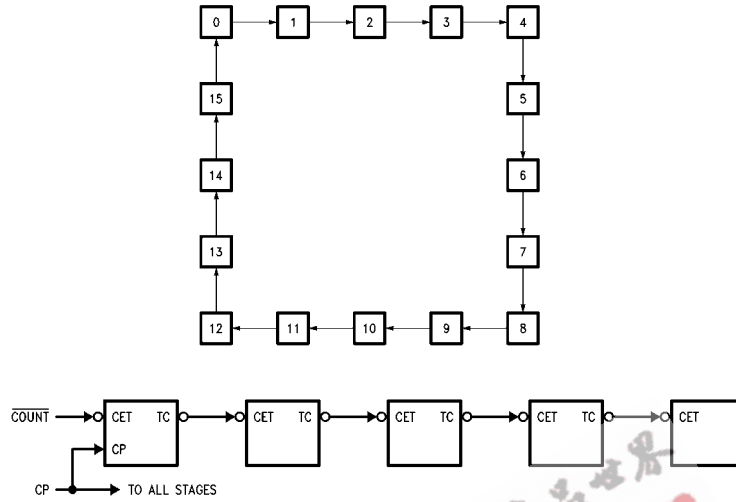 0 1 2 3 4
15 5
14 6
13 7
12 11 10 9 8
COUNT CET TC CET TC CET TC CET TC CET
CP
CP TO ALL STAGES